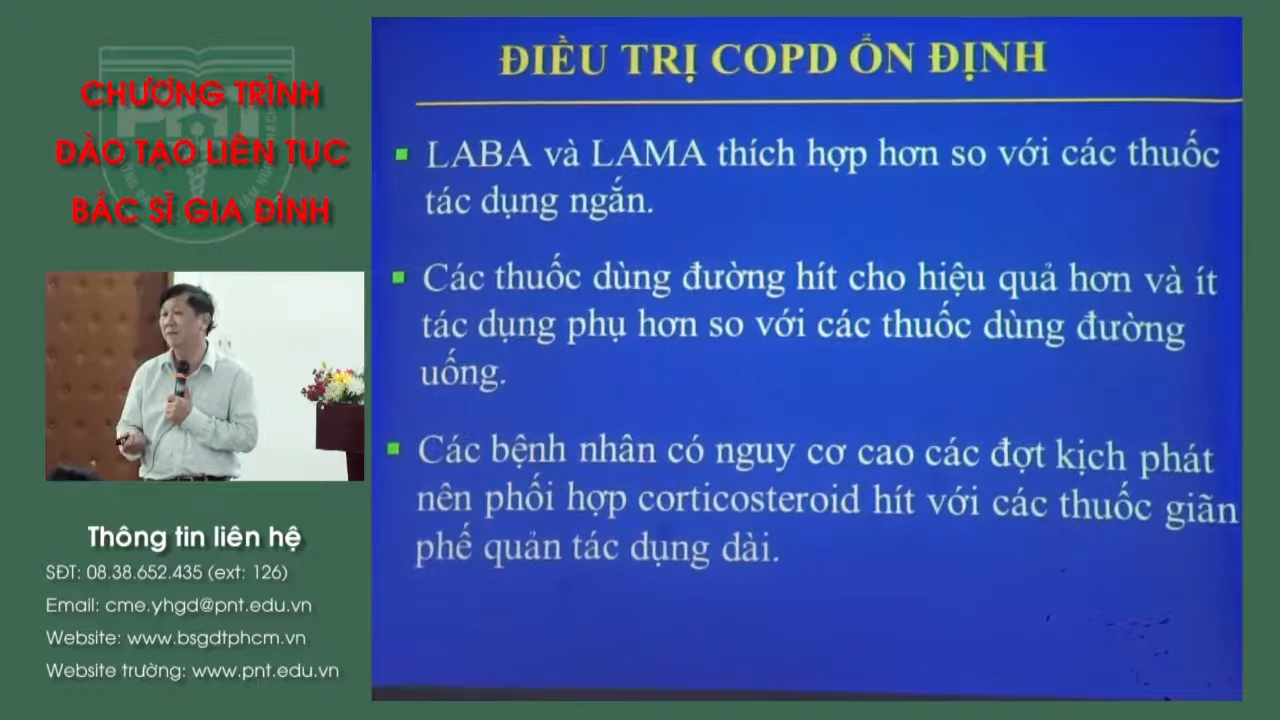 CHƯƠNG TRÌNH
ĐÀO TẠO LIÊN TỤC
BÁC SĨ GIA ĐÌNH
Thông tin liên hệ
SĐT: 08.38.652.435 (ext: 126)
Email: cme.yhgd@pnt.edu.vn
Website: www.bsgdtphcm.vn
Website trường: www.pnt.edu.vn
ĐIỀU TRỊ COPD ỔN ĐỊNH
LABA và LAMA thích hợp hơn so với các thuốc
tác dụng ngắn.
Các thuốc dùng đường hít cho hiệu quả hơn và ít
tác dụng phụ hơn so với các thuốc dùng đường
uống.
Các bệnh nhân có nguy cơ cao các đợt kịch phát
nên phối hợp corticosteroid hít với các thuốc giãn
phế quản tác dụng dài.